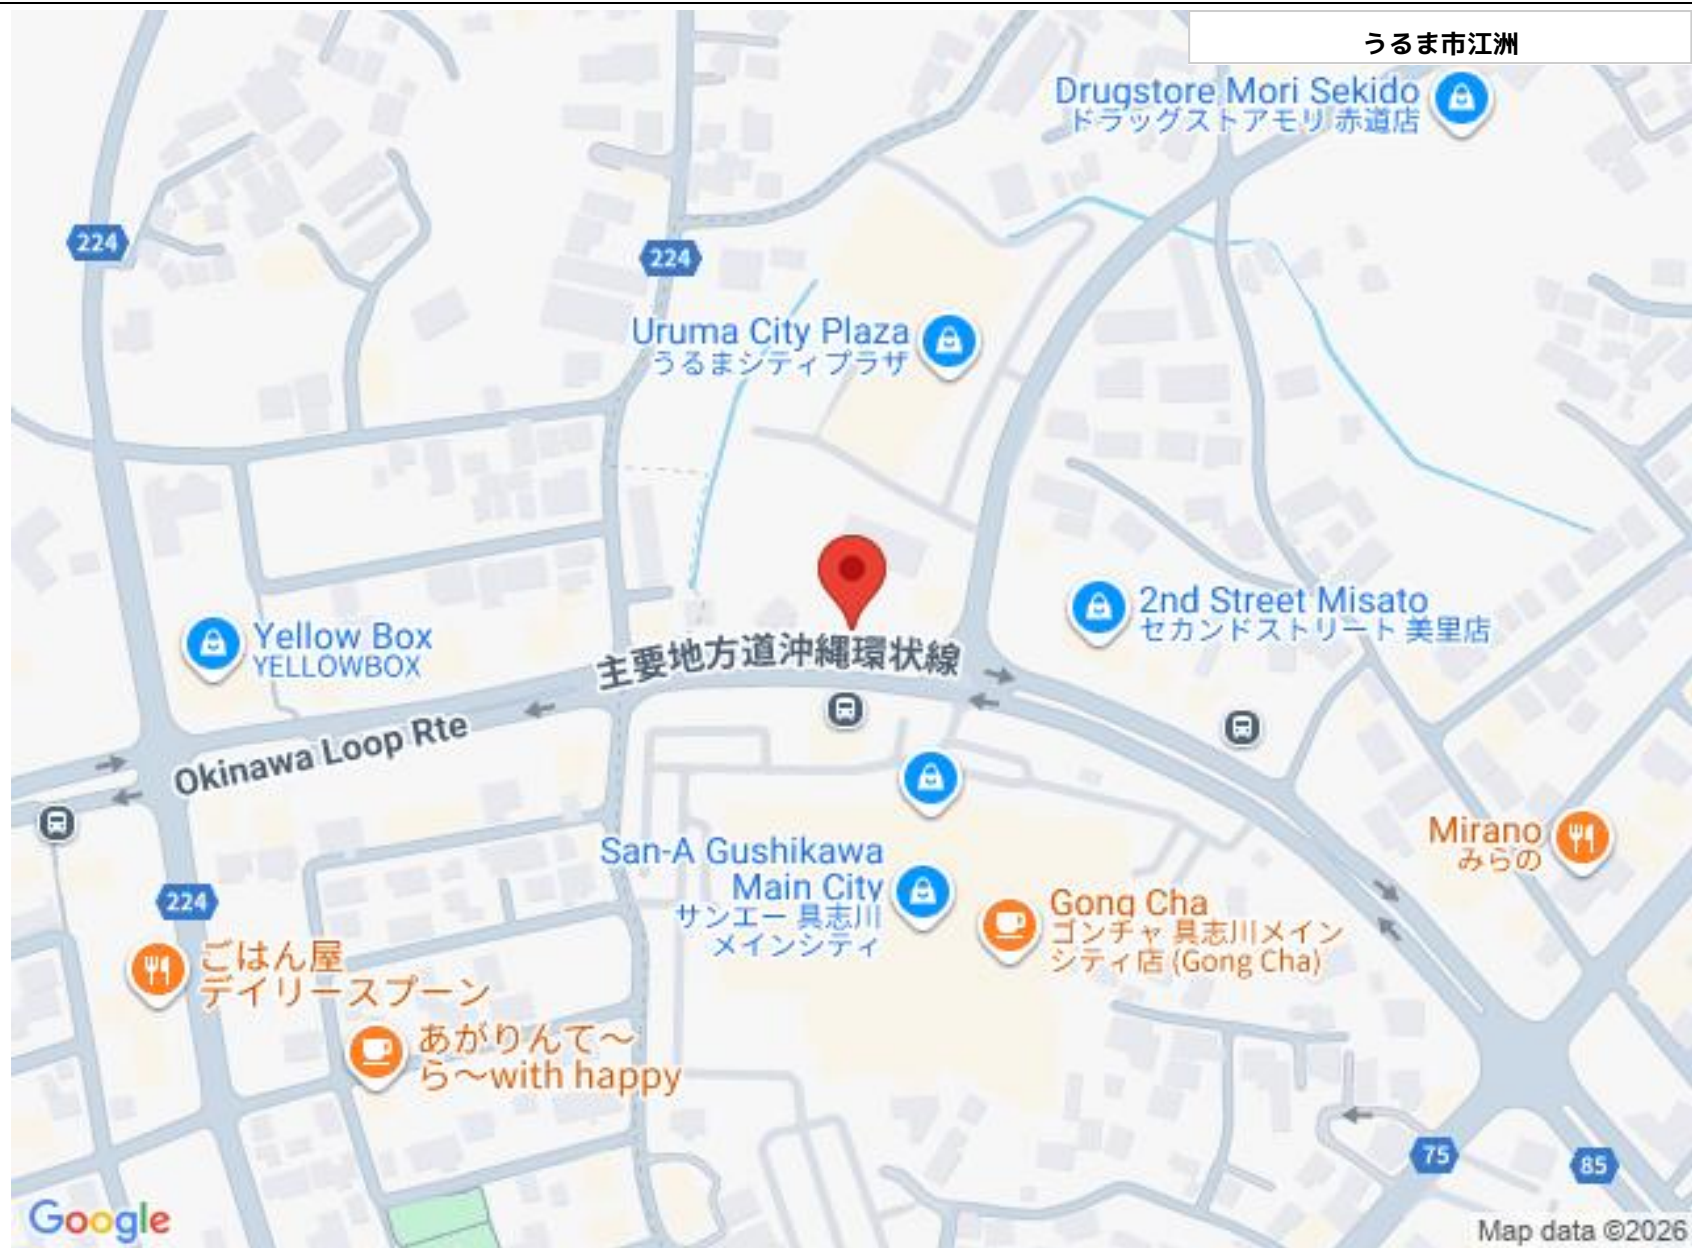 うるま市江洲
Drugstore Mori Sekido
ドラッグストアモリ 赤道店
224
224
Uruma City Plaza
うるまシティプラザ
2nd Street Misato
セカンドストリート 美里店
Yellow Box
YELLOWBOX
主要地方道沖縄環状線
Okinawa Loop Rte
Mirano
みらの
San-A Gushikawa
Main City
サンエー 具志川
メインシティ
Gong Cha
ゴンチャ 具志川メイン
シティ店 (Gong Cha)
224
ごはん屋
デイリースプーン
あがりんて～
ら～with happy
75
85
Google
Map data ©2026